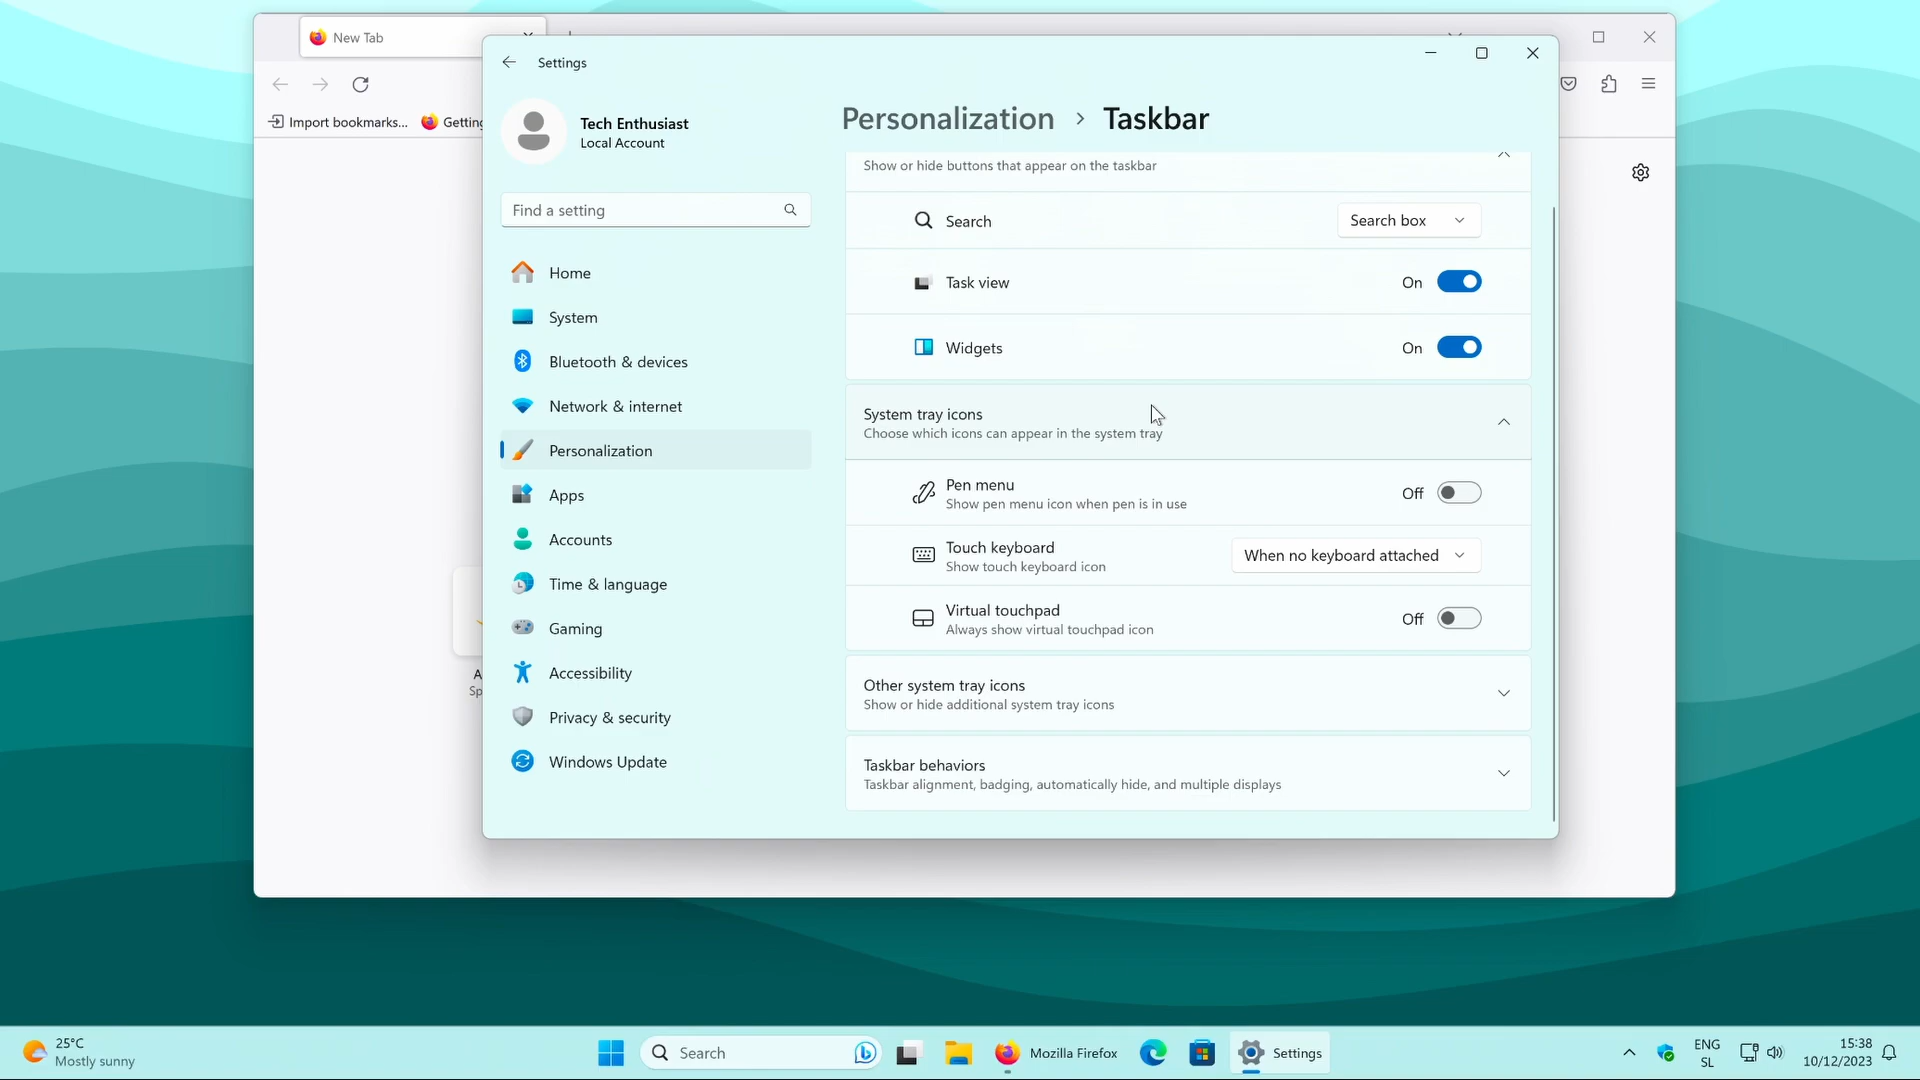 New Tab
Import bookmarks...
Getting
Settings
Tech Enthusiast
Local Account
Find a setting
Home
System
Bluetooth & devices
Network & internet
Personalization
Apps
Accounts
Time & language
Gaming
Accessibility
Privacy & security
Windows Update
Personalization > Taskbar
Show or hide buttons that appear on the taskbar
Search
Search box
Task view
On
Widgets
On
System tray icons
Choose which icons can appear in the system tray
Pen menu
Show pen menu icon when pen is in use
Off
Touch keyboard
Show touch keyboard icon
When no keyboard attached
Virtual touchpad
Always show virtual touchpad icon
Off
Other system tray icons
Show or hide additional system tray icons
Taskbar behaviors
Taskbar alignment, badging, automatically hide, and multiple displays
A
Sp
25°C
Mostly sunny
Search
Mozilla Firefox
Settings
ENG
SL
15:38
10/12/2023